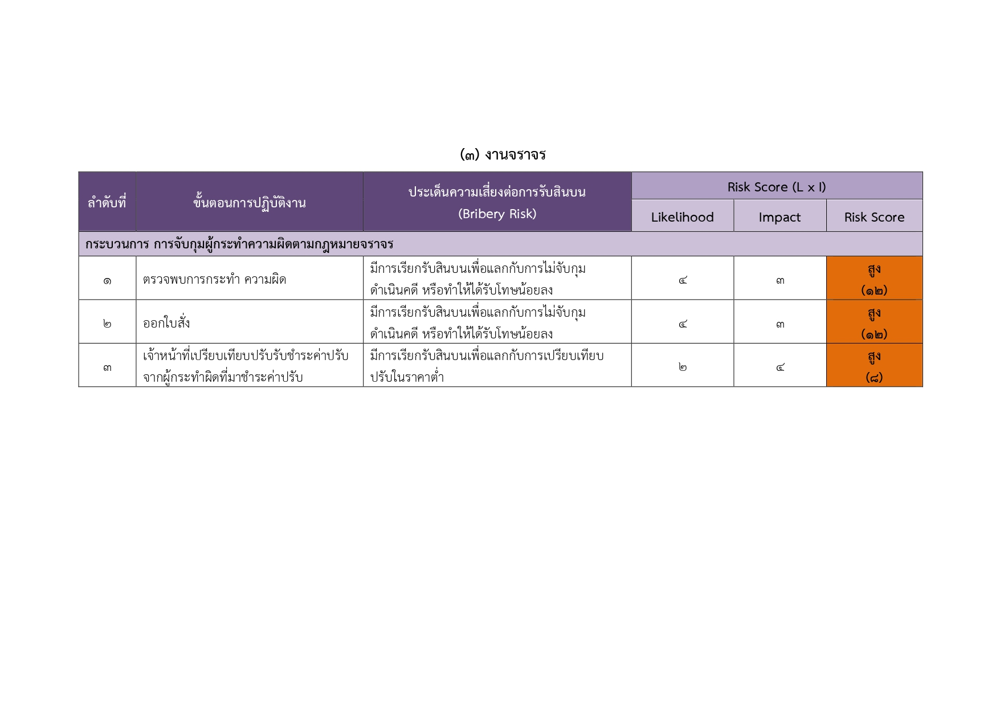 (๓) งานจราจร
ลำดับที่
ขั้นตอนการปฏิบัติงาน
ประเด็นความเสี่ยงต่อการรับสินบน
(Bribery Risk)
Risk Score (L x I)
Likelihood
Impact
Risk Score
กระบวนการ การจับกุมผู้กระทำความผิดตามกฎหมายจราจร
๑
ตรวจพบการกระทำ ความผิด
มีการเรียกรับสินบนเพื่อแลกกับการไม่จับกุม
ดำเนินคดี หรือทำให้ได้รับโทษน้อยลง
๔
๓
สูง
(๑๒)
๒
ออกใบสั่ง
มีการเรียกรับสินบนเพื่อแลกกับการไม่จับกุม
ดำเนินคดี หรือทำให้ได้รับโทษน้อยลง
๔
๓
สูง
(๑๒)
๓
เจ้าหน้าที่เปรียบเทียบปรับรับชำระค่าปรับ
จากผู้กระทำผิดที่มาชำระค่าปรับ
มีการเรียกรับสินบนเพื่อแลกกับการเปรียบเทียบ
ปรับในราคาต่ำ
๒
๔
สูง
(๘)